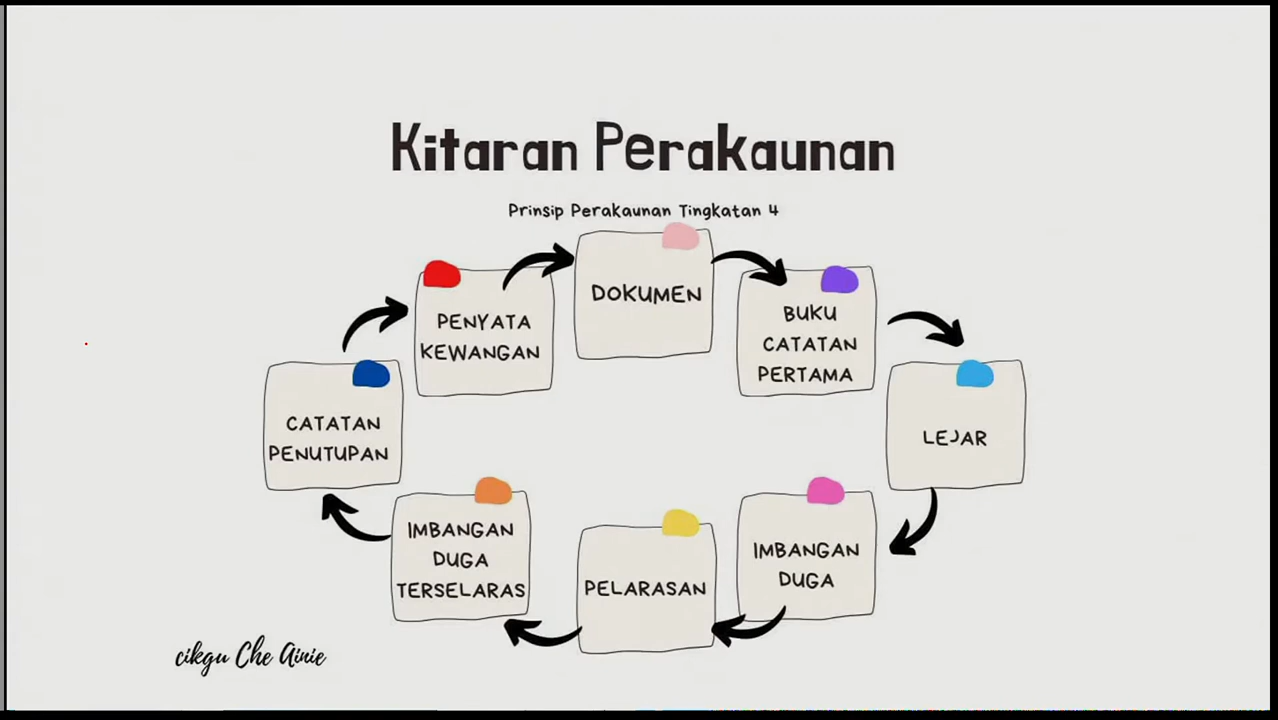 Kitaran Perakaunan
Prinsip Perakaunan Tingkatan 4
DOKUMEN
BUKU
CATATAN
PERTAMA
LEJAR
IMBANGAN
DUGA
PELARASAN
IMBANGAN
DUGA
TERSELARAS
CATATAN
PENUTUPAN
PENYATA
KEWANGAN
cikgu Che Ainie